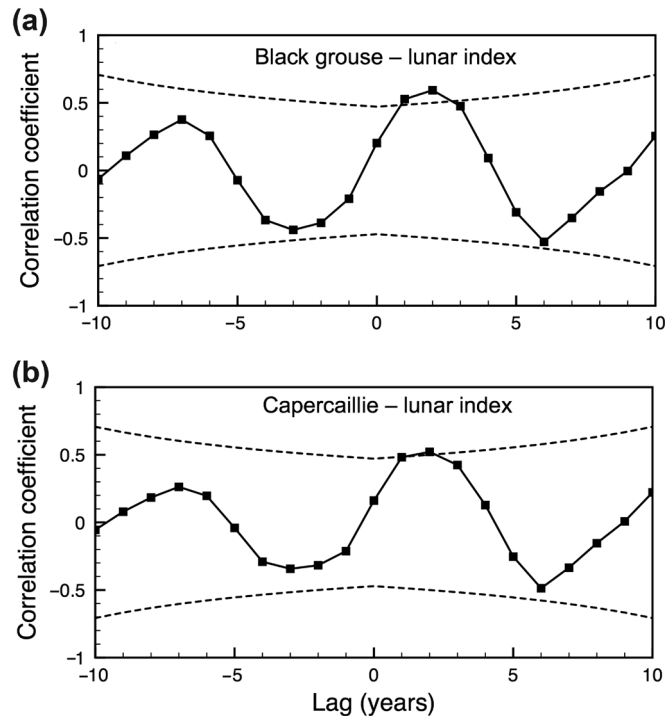 (a)
Black grouse – lunar index
Correlation coefficient
1
0.5
0
−0.5
−1
−10
−5
0
5
10
(b)
Capercaillie – lunar index
Correlation coefficient
1
0.5
0
−0.5
−1
−10
−5
0
5
10
Lag (years)